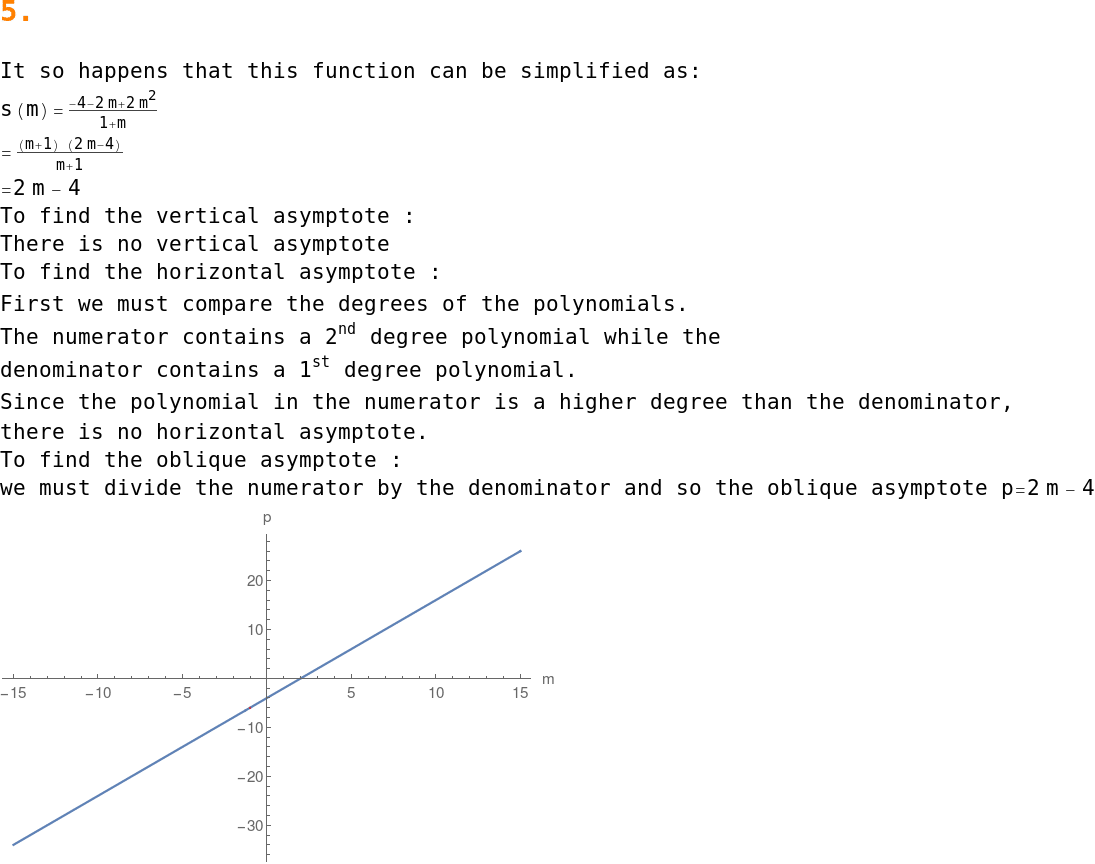 5.
It so happens that this function can be simplified as:
s(m)=\frac{-4-2 m+2 m^2}{1+m}
=\frac{(m+1) (2 m-4)}{m+1}
=2 m - 4
To find the vertical asymptote :
There is no vertical asymptote
To find the horizontal asymptote :
First we must compare the degrees of the polynomials.
The numerator contains a 2^nd degree polynomial while the
denominator contains a 1^st degree polynomial.
Since the polynomial in the numerator is a higher degree than the denominator,
there is no horizontal asymptote.
To find the oblique asymptote :
we must divide the numerator by the denominator and so the oblique asymptote p=2 m - 4
p
20
10
-15 -10 -5 5 10 15 m
-10
-20
-30